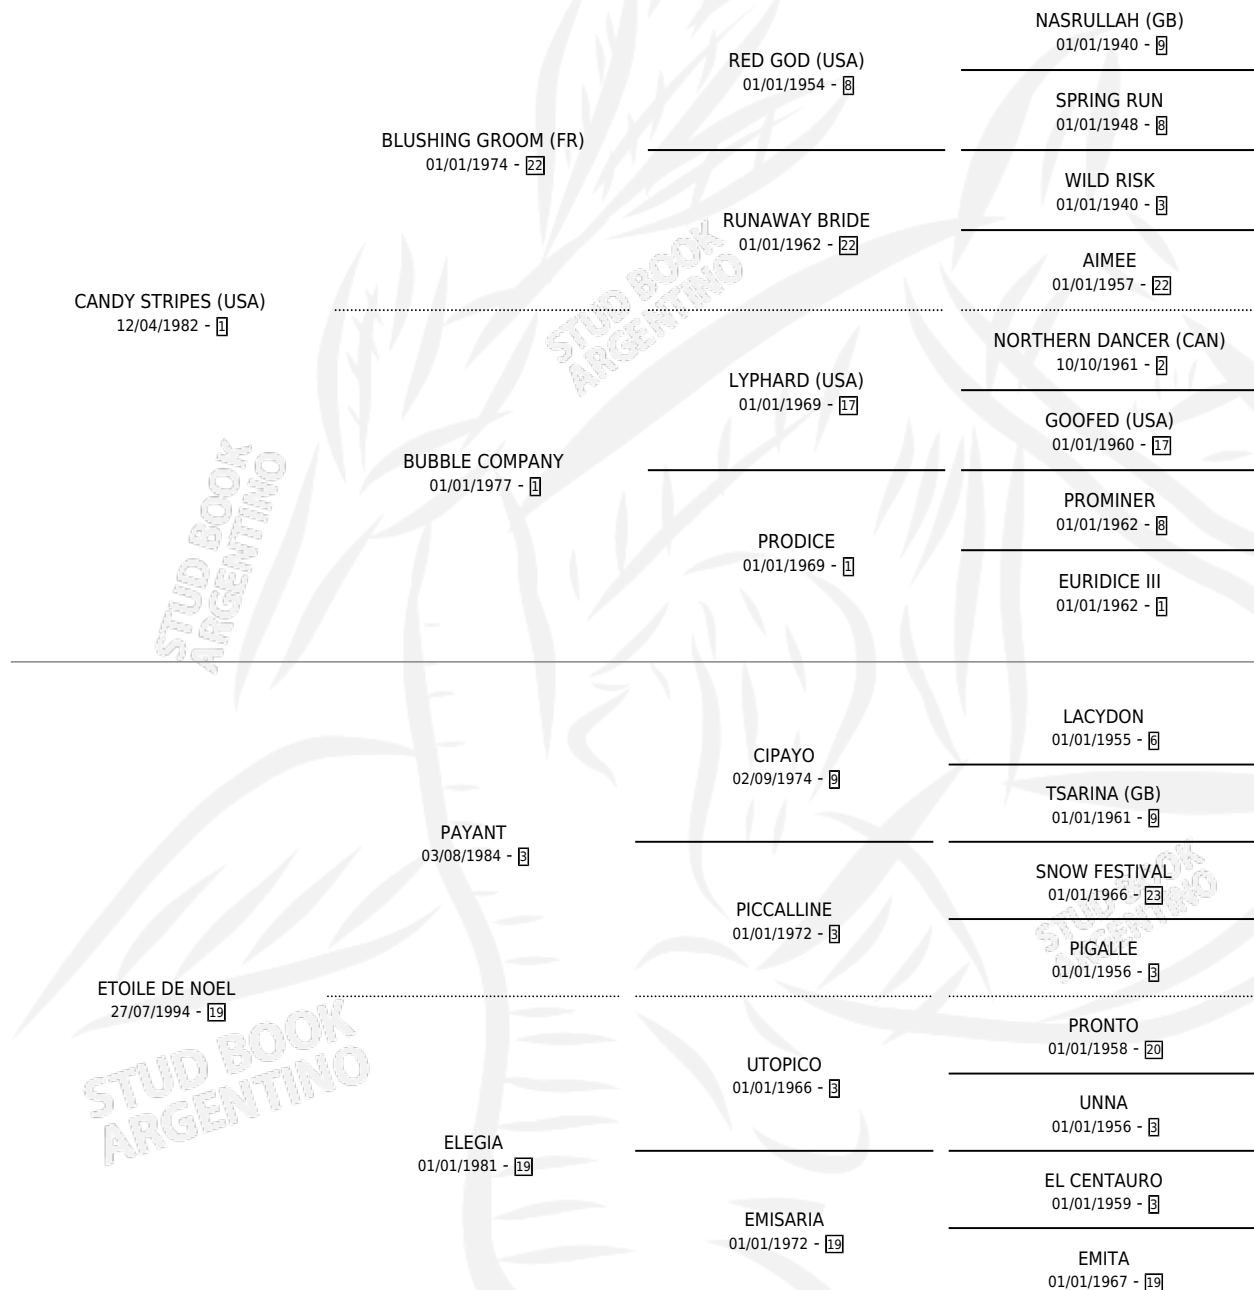 NASRULLAH (GB)
01/01/1940 - 9
RED GOD (USA)
01/01/1954 - 8
SPRING RUN
01/01/1948 - 8
BLUSHING GROOM (FR)
01/01/1974 - 22
WILD RISK
01/01/1940 - 3
RUNAWAY BRIDE
01/01/1962 - 22
AIMEE
01/01/1957 - 22
CANDY STRIPES (USA)
12/04/1982 - 1
NORTHERN DANCER (CAN)
10/10/1961 - 2
LYPHARD (USA)
01/01/1969 - 17
GOOFED (USA)
01/01/1960 - 17
BUBBLE COMPANY
01/01/1977 - 1
PROMINER
01/01/1962 - 8
PRODICE
01/01/1969 - 1
EURIDICE III
01/01/1962 - 1
LACYDON
01/01/1955 - 6
CIPAYO
02/09/1974 - 9
TSARINA (GB)
01/01/1961 - 9
PAYANT
03/08/1984 - 3
SNOW FESTIVAL
01/01/1966 - 23
PICCALLINE
01/01/1972 - 3
PIGALLE
01/01/1956 - 3
ETOILE DE NOEL
27/07/1994 - 19
PRONTO
01/01/1958 - 20
UTOPICO
01/01/1966 - 3
UNNA
01/01/1956 - 3
ELEGIA
01/01/1981 - 19
EL CENTAURO
01/01/1959 - 3
EMISARIA
01/01/1972 - 19
EMITA
01/01/1967 - 19
STUD BOOK
ARGENTINO
STUD BOOK
ARGENTINO
STUD BOOK
ARGENTINO
STUD BOOK
ARGENTINO